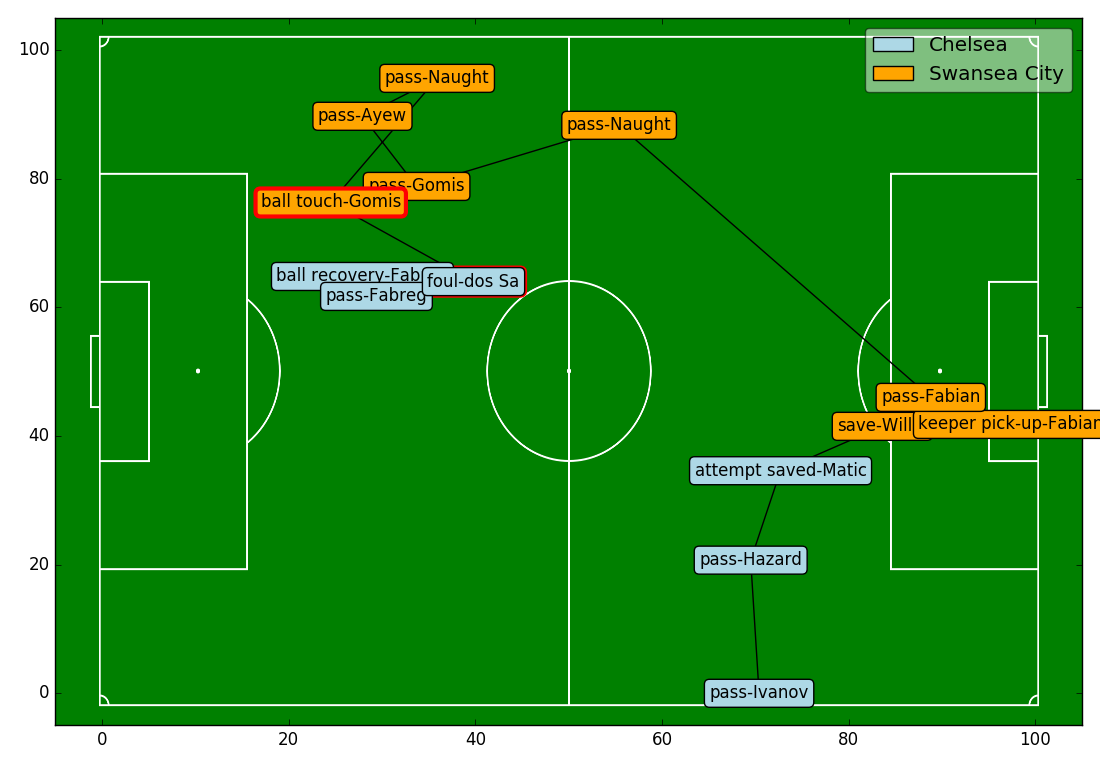 100
80
60
40
20
0
0
20
40
60
80
100
Chelsea
Swansea City
pass-Naught
pass-Ayew
pass-Naught
pass-Gomis
ball touch-Gomis
ball recovery-Fab
foul-dos Sa
pass-Fabreg
pass-Fabian
save-Will
keeper pick-up-Fabian
attempt saved-Matic
pass-Hazard
pass-Ivanov